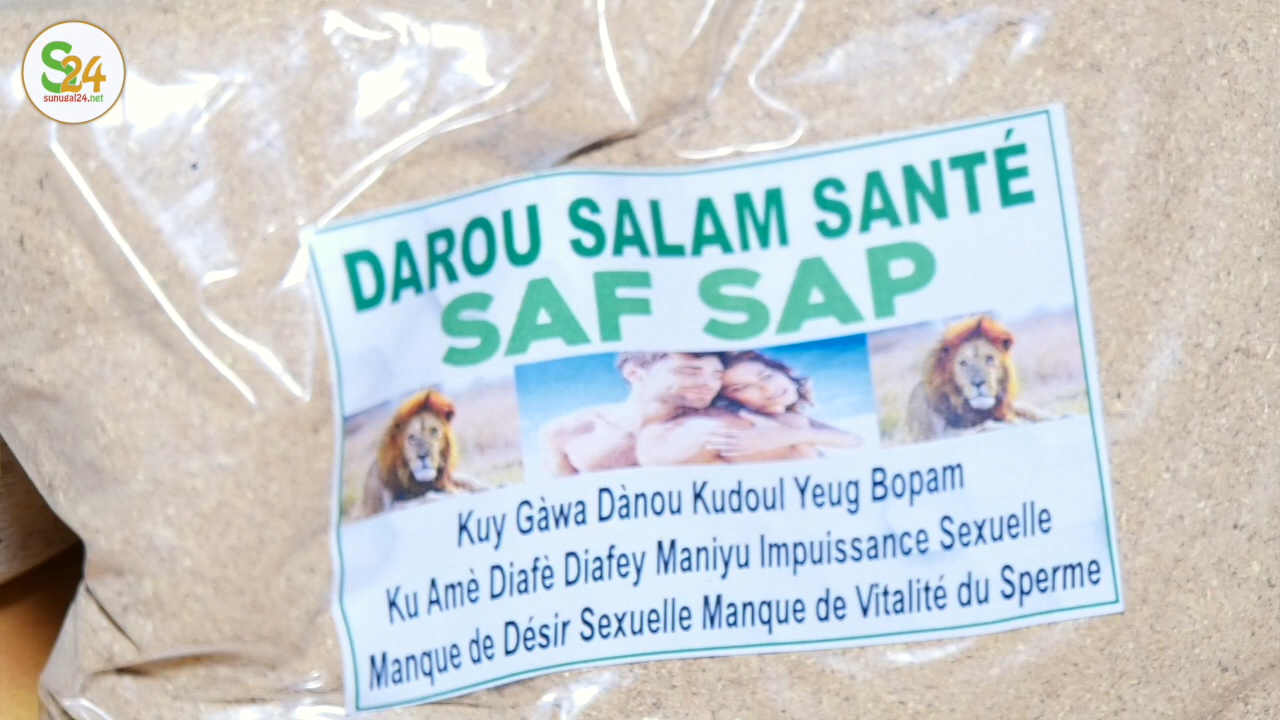 S24
sunugal24.net
DAROU SALAM SANTÉ
SAF SAP
Kuy Gàwa Dànou Kudoul Yeug Bopam
Ku Amè Diafè Diafey Maniyu Impuissance Sexuelle
Manque de Désir Sexuelle Manque de Vitalité du Sperme